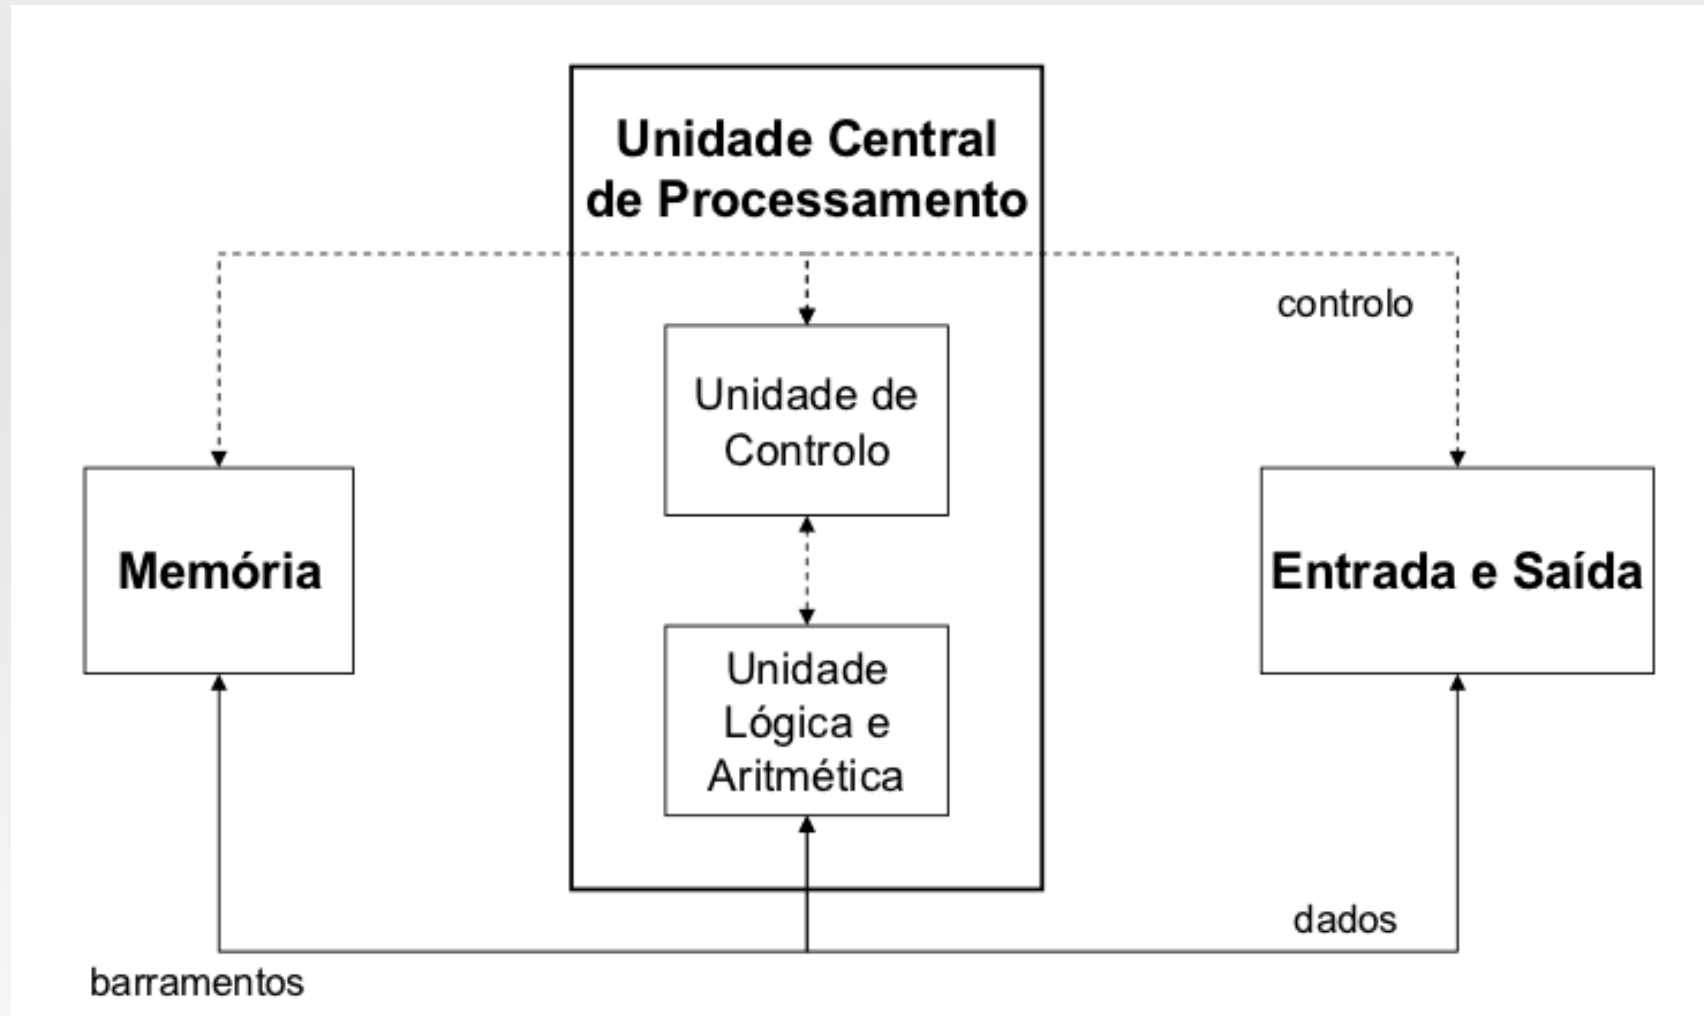 Unidade Central
de Processamento
controlo
Unidade de
Controlo
Memória
Entrada e Saída
Unidade
Lógica e
Aritmética
dados
barramentos